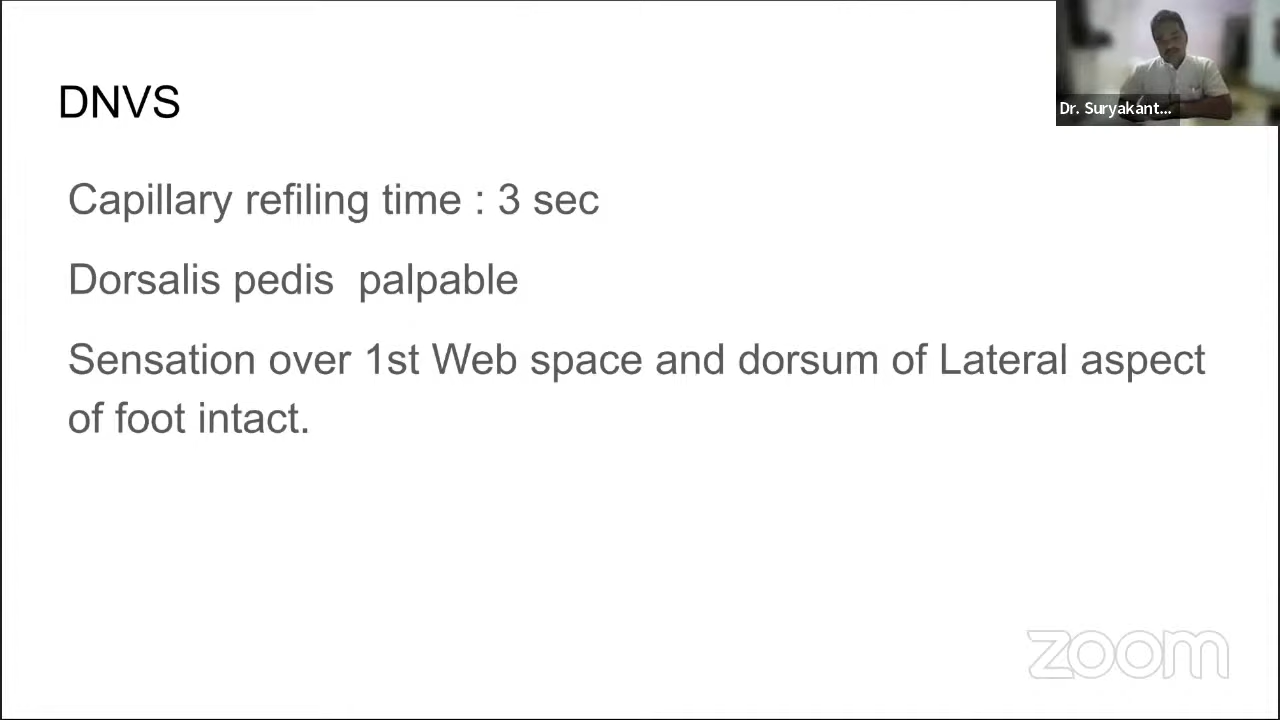 DNVS
Dr. Suryakant...
Capillary refiling time : 3 sec
Dorsalis pedis palpable
Sensation over 1st Web space and dorsum of Lateral aspect
of foot intact.
zoom